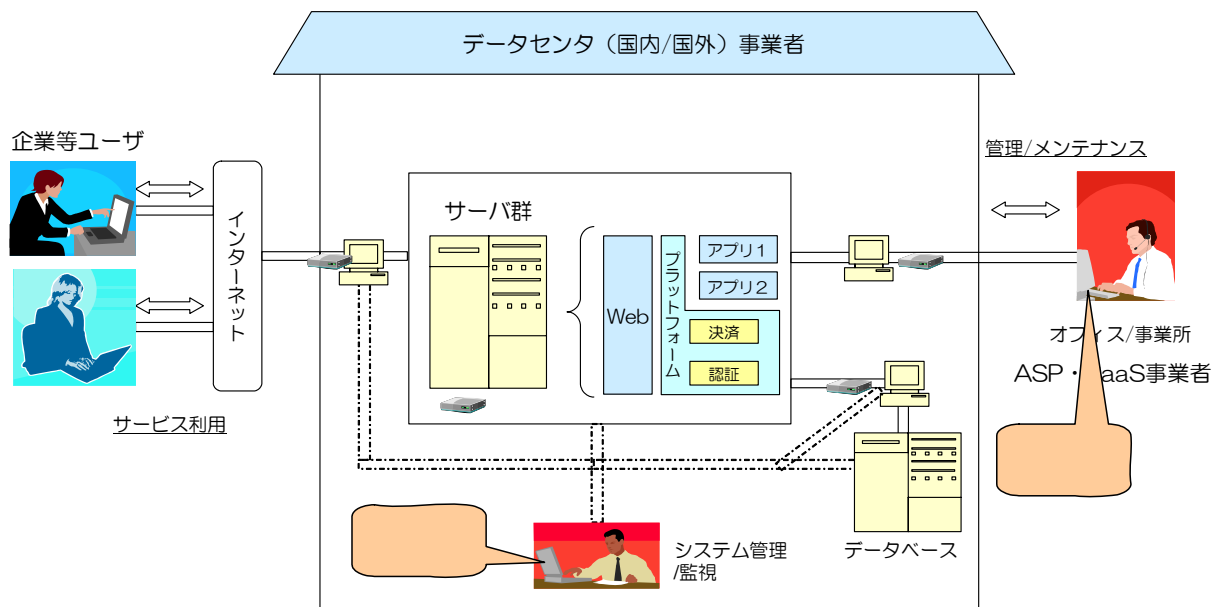 データセンタ（国内/国外）事業者
企業等ユーザ
管理/メンテナンス
インターネット
サーバ群
Web
プラットフォーム
アプリ1
アプリ2
決済
認証
オフィス/事業所
ASP・aaS事業者
サービス利用
システム管理
/監視
データベース